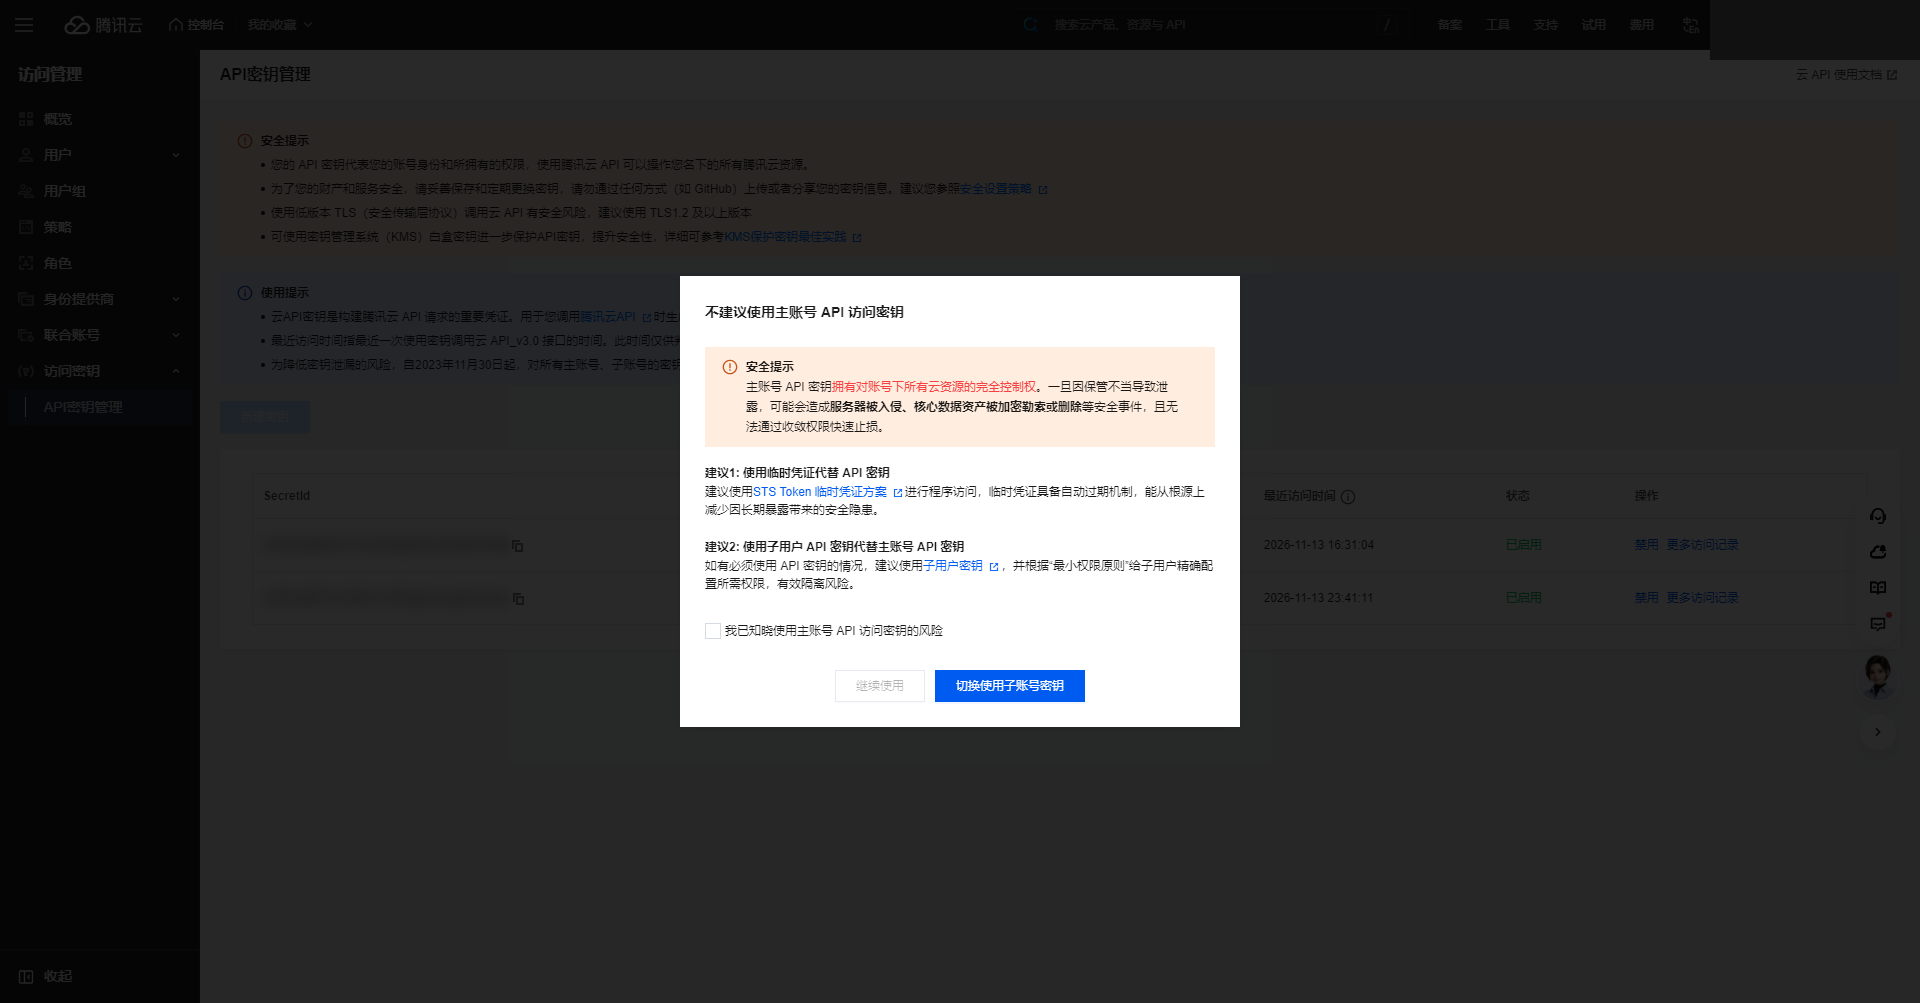 腾讯云
控制台
我的收藏
搜索云产品、资源与 API
/
备案
工具
支持
试用
费用
访问管理
概览
用户
用户组
策略
角色
身份提供商
联合账号
访问密钥
API密钥管理
收起
API密钥管理
云 API 使用文档
安全提示
• 您的 API 密钥代表您的账号身份和所拥有的权限，使用腾讯云 API 可以操作您名下的所有腾讯云资源。
• 为了您的财产和服务安全，请妥善保存和定期更换密钥，请勿通过任何方式（如 GitHub）上传或者分享您的密钥信息。建议您参照安全设置策略
• 使用低版本 TLS（安全传输层协议）调用云 API 有安全风险，建议使用 TLS1.2 及以上版本
• 可使用密钥管理系统（KMS）白盒密钥进一步保护API密钥，提升安全性，详细可参考KMS保护密钥最佳实践
使用提示
• 云API密钥是构建腾讯云 API 请求的重要凭证。用于您调用腾讯云API 时生
• 最近访问时间指最近一次使用密钥调用云 API_v3.0 接口的时间。此时间仅供
• 为降低密钥泄漏的风险，自2023年11月30日起，对所有主账号、子账号的密钥
新建密钥
SecretId
最近访问时间
状态
操作
2026-11-13 16:31:04
已启用
禁用 更多访问记录
2026-11-13 23:41:11
已启用
禁用 更多访问记录
不建议使用主账号 API 访问密钥
安全提示
主账号 API 密钥拥有对账号下所有云资源的完全控制权。一旦因保管不当导致泄
露，可能会造成服务器被入侵、核心数据资产被加密勒索或删除等安全事件，且无
法通过收敛权限快速止损。
建议1: 使用临时凭证代替 API 密钥
建议使用STS Token 临时凭证方案 进行程序访问，临时凭证具备自动过期机制，能从根源上
减少因长期暴露带来的安全隐患。
建议2: 使用子用户 API 密钥代替主账号 API 密钥
如有必须使用 API 密钥的情况，建议使用子用户密钥 ，并根据“最小权限原则”给子用户精确配
置所需权限，有效隔离风险。
我已知晓使用主账号 API 访问密钥的风险
继续使用
切换使用子账号密钥